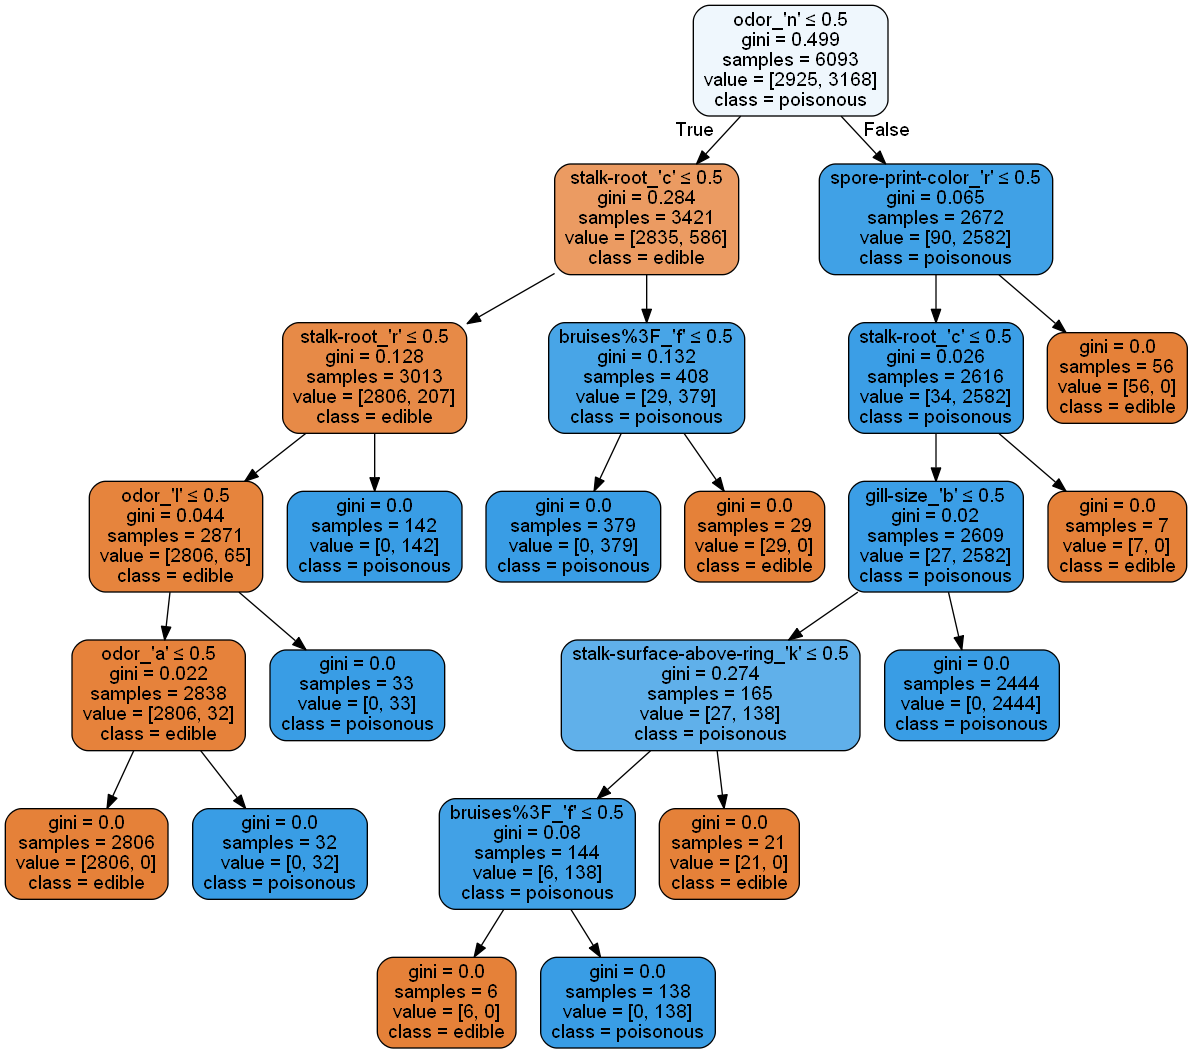 odor_'n' ≤ 0.5
gini = 0.499
samples = 6093
value = [2925, 3168]
class = poisonous
True
False
stalk-root_'c' ≤ 0.5
gini = 0.284
samples = 3421
value = [2835, 586]
class = edible
spore-print-color_'r' ≤ 0.5
gini = 0.065
samples = 2672
value = [90, 2582]
class = poisonous
stalk-root_'r' ≤ 0.5
gini = 0.128
samples = 3013
value = [2806, 207]
class = edible
bruises%3F_'f' ≤ 0.5
gini = 0.132
samples = 408
value = [29, 379]
class = poisonous
stalk-root_'c' ≤ 0.5
gini = 0.026
samples = 2616
value = [34, 2582]
class = poisonous
gini = 0.0
samples = 56
value = [56, 0]
class = edible
odor_'l' ≤ 0.5
gini = 0.044
samples = 2871
value = [2806, 65]
class = edible
gini = 0.0
samples = 142
value = [0, 142]
class = poisonous
gini = 0.0
samples = 379
value = [0, 379]
class = poisonous
gini = 0.0
samples = 29
value = [29, 0]
class = edible
gill-size_'b' ≤ 0.5
gini = 0.02
samples = 2609
value = [27, 2582]
class = poisonous
gini = 0.0
samples = 7
value = [7, 0]
class = edible
odor_'a' ≤ 0.5
gini = 0.022
samples = 2838
value = [2806, 32]
class = edible
gini = 0.0
samples = 33
value = [0, 33]
class = poisonous
stalk-surface-above-ring_'k' ≤ 0.5
gini = 0.274
samples = 165
value = [27, 138]
class = poisonous
gini = 0.0
samples = 2444
value = [0, 2444]
class = poisonous
gini = 0.0
samples = 2806
value = [2806, 0]
class = edible
gini = 0.0
samples = 32
value = [0, 32]
class = poisonous
bruises%3F_'f' ≤ 0.5
gini = 0.08
samples = 144
value = [6, 138]
class = poisonous
gini = 0.0
samples = 21
value = [21, 0]
class = edible
gini = 0.0
samples = 6
value = [6, 0]
class = edible
gini = 0.0
samples = 138
value = [0, 138]
class = poisonous